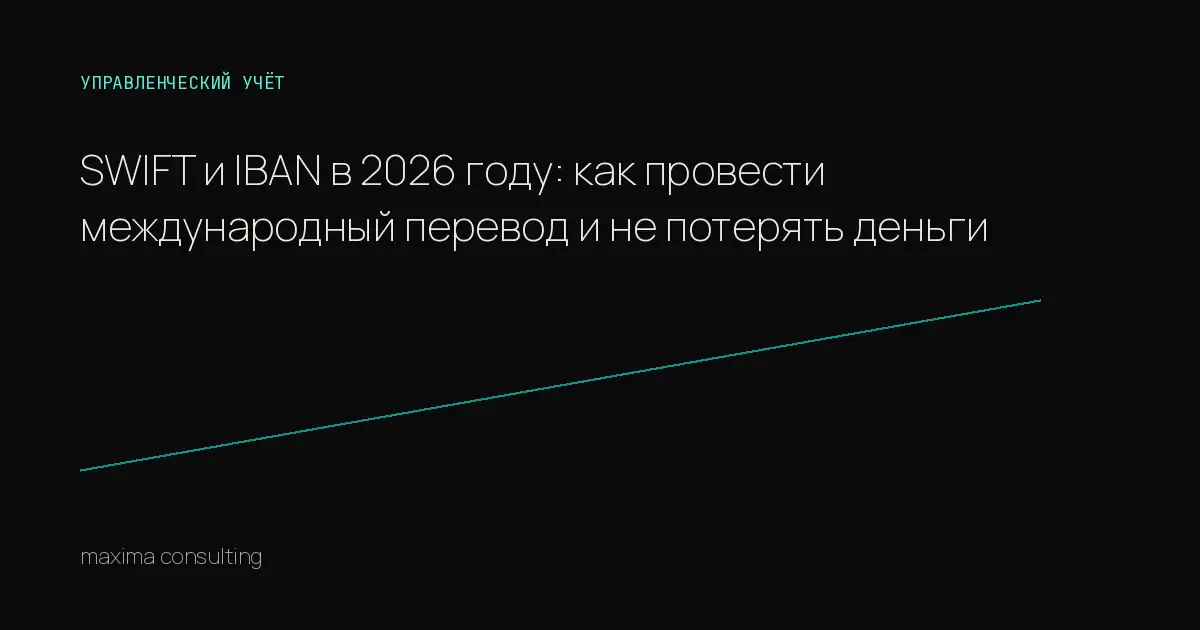 УПРАВЛЕНЧЕСКИЙ УЧЁТ
SWIFT и IBAN в 2026 году: как провести
международный перевод и не потерять деньги
maxima consulting